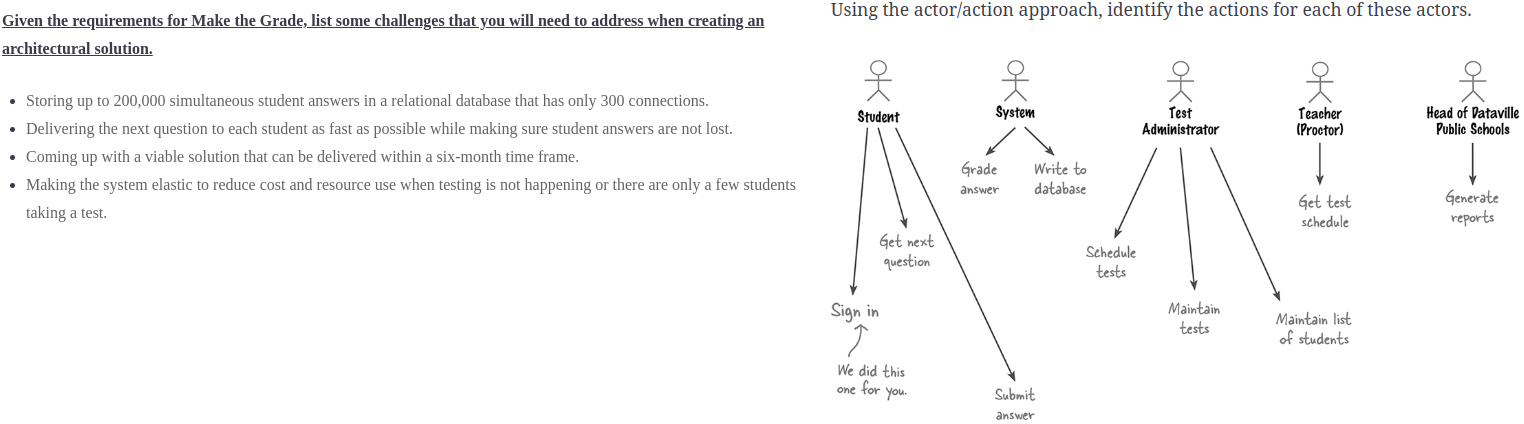 Given the requirements for Make the Grade, list some challenges that you will need to address when creating an
architectural solution.
• Storing up to 200,000 simultaneous student answers in a relational database that has only 300 connections.
• Delivering the next question to each student as fast as possible while making sure student answers are not lost.
• Coming up with a viable solution that can be delivered within a six-month time frame.
• Making the system elastic to reduce cost and resource use when testing is not happening or there are only a few students
taking a test.
Using the actor/action approach, identify the actions for each of these actors.
Student
System
Test
Administrator
Teacher
(Proctor)
Head of Dataville
Public Schools
Grade
answer
Write to
database
Get next
question
Sign in
We did this
one for you.
Submit
answer
Schedule
tests
Maintain
tests
Maintain list
of students
Get test
schedule
Generate
reports